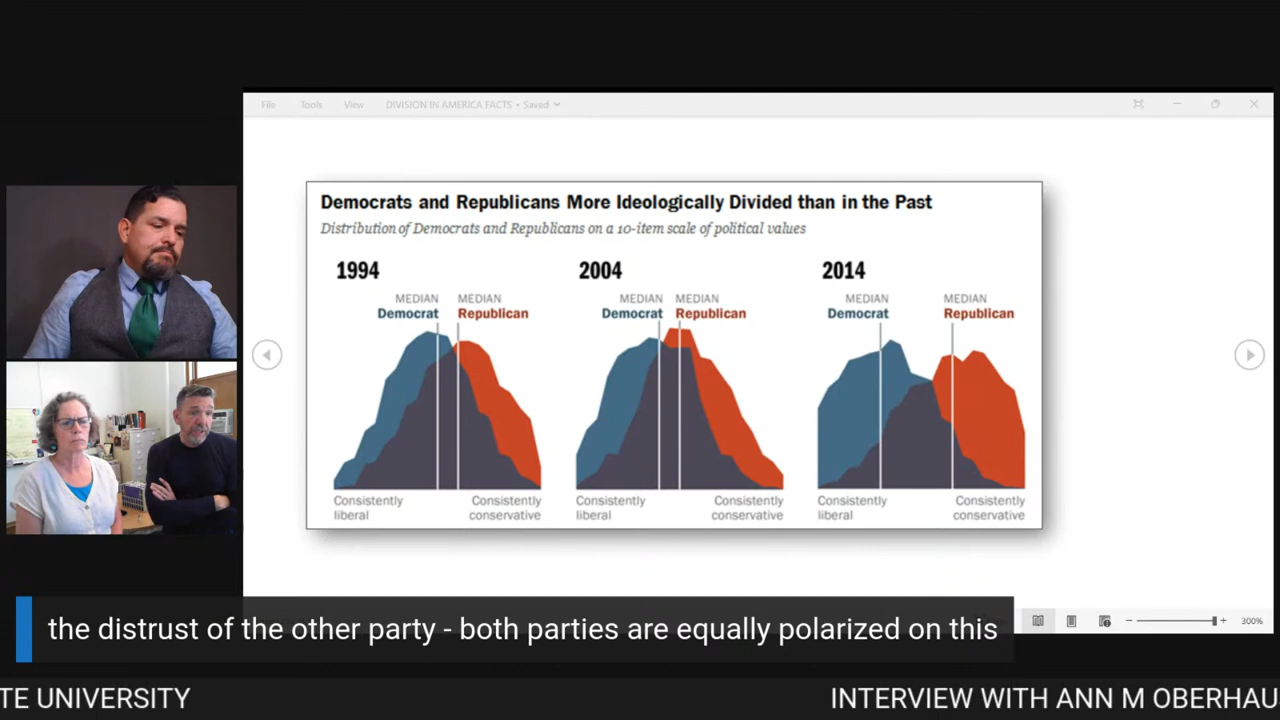 File Tools View DIVISION IN AMERICA FACTS • Saved
Democrats and Republicans More Ideologically Divided than in the Past
Distribution of Democrats and Republicans on a 10-item scale of political values
1994
MEDIAN MEDIAN
Democrat Republican
Consistently Consistently
liberal conservative
2004
MEDIAN MEDIAN
Democrat Republican
Consistently Consistently
liberal conservative
2014
MEDIAN MEDIAN
Democrat Republican
Consistently Consistently
liberal conservative
the distrust of the other party - both parties are equally polarized on this
300%
TE UNIVERSITY INTERVIEW WITH ANN M OBERHAU